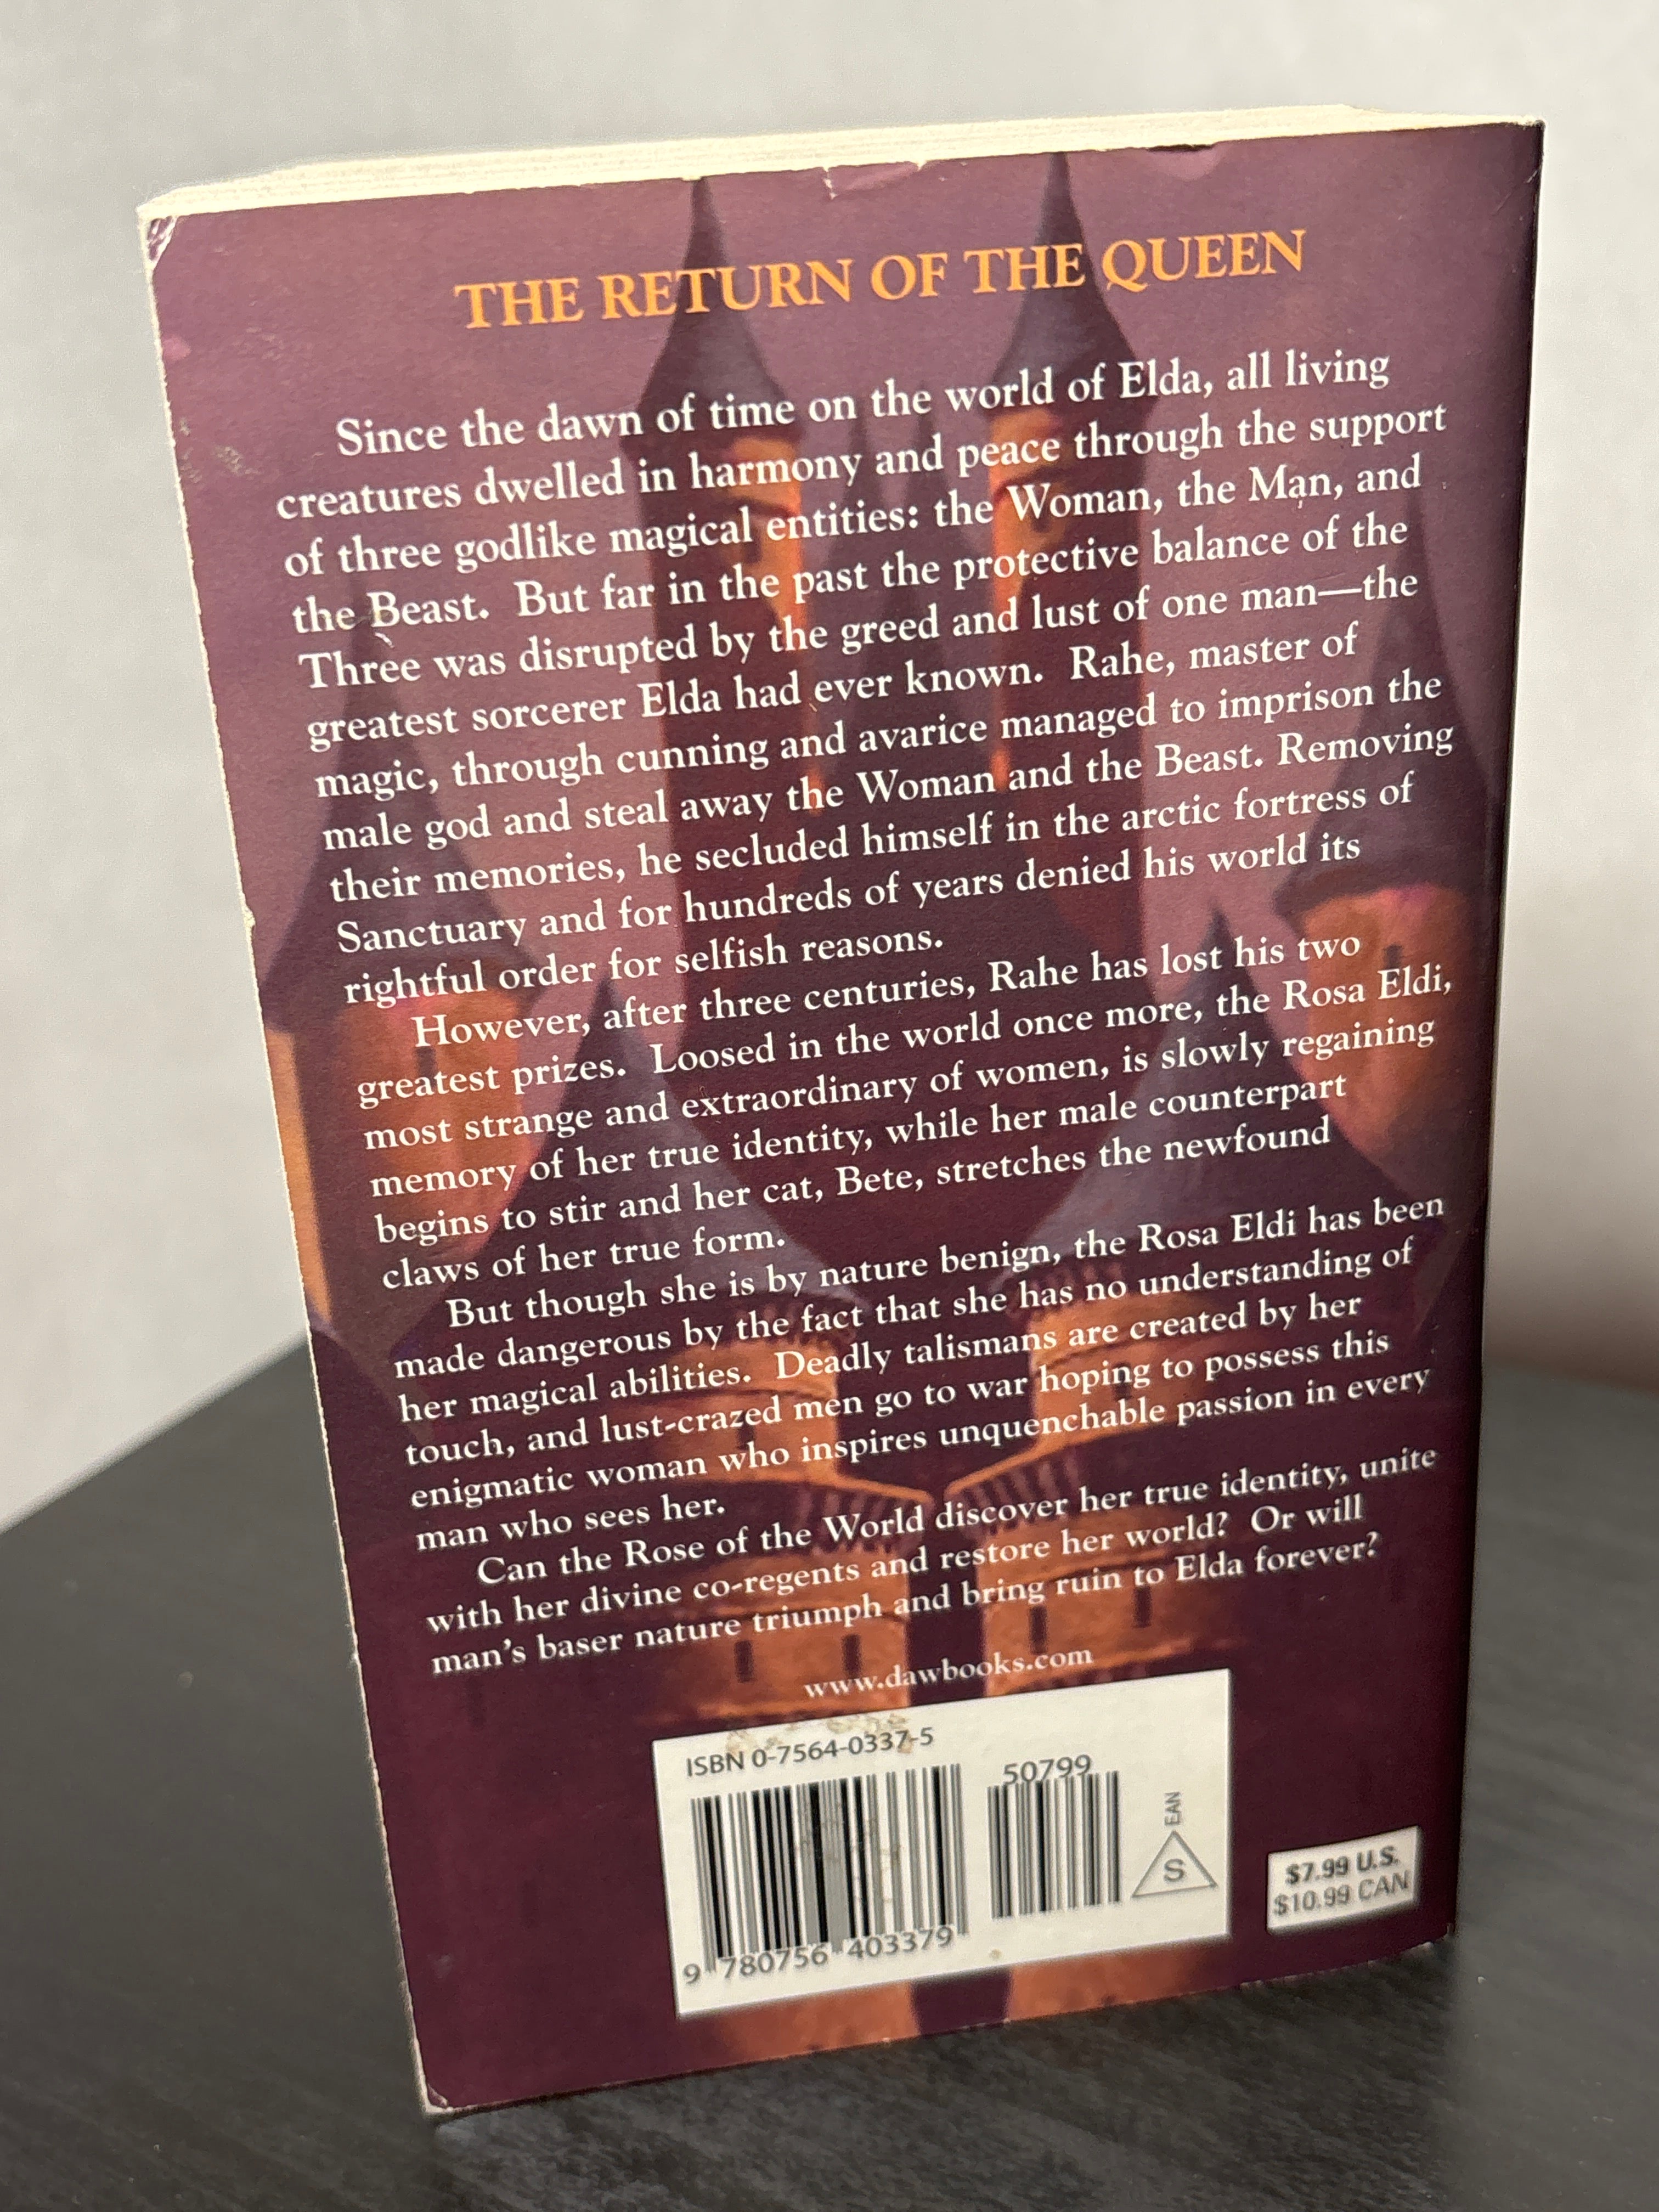 THE RETURN OF THE QUEEN
Since the dawn of time on the world of Elda, all living
creatures dwelled in harmony and peace through the support
of three godlike magical entities: the Woman, the Man, and
the Beast. But far in the past the protective balance of the
Three was disrupted by the greed and lust of one man—the
greatest sorcerer Elda had ever known. Rahe, master of
magic, through cunning and avarice managed to imprison the
male god and steal away the Woman and the Beast. Removing
their memories, he secluded himself in the arctic fortress of
Sanctuary and for hundreds of years denied his world its
rightful order for selfish reasons.
However, after three centuries, Rahe has lost his two
greatest prizes. Loosed in the world once more, the Rosa Eldi,
most strange and extraordinary of women, is slowly regaining
memory of her true identity, while her male counterpart
begins to stir and her cat, Bete, stretches the newfound
claws of her true form.
But though she is by nature benign, the Rosa Eldi has been
made dangerous by the fact that she has no understanding of
her magical abilities. Deadly talismans are created by her
touch, and lust-crazed men go to war hoping to possess this
enigmatic woman who inspires unquenchable passion in every
man who sees her.
Can the Rose of the World discover her true identity, unite
with her divine co-regents and restore her world? Or will
man's baser nature triumph and bring ruin to Elda forever?
www.dawbooks.com
ISBN 0-7564-0337-5
50799
EAN
S
9 780756 403379
$7.99 U.S.
$10.99 CAN